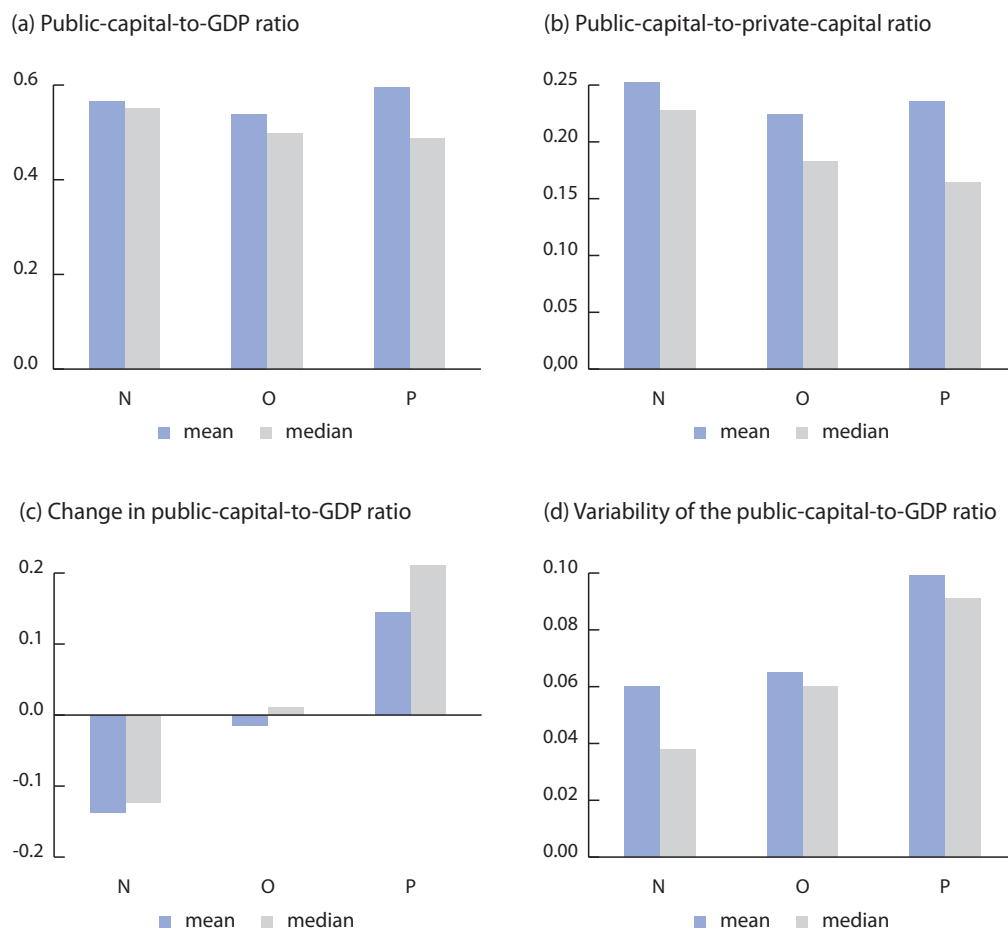 (a) Public-capital-to-GDP ratio
0.6
0.4
0.2
0.0
N O P
mean median
(b) Public-capital-to-private-capital ratio
0.25
0.20
0.15
0.10
0.05
0,00
N O P
mean median
(c) Change in public-capital-to-GDP ratio
0.2
0.1
0.0
-0.1
-0.2
N O P
mean median
(d) Variability of the public-capital-to-GDP ratio
0.10
0.08
0.06
0.04
0.02
0.00
N O P
mean median